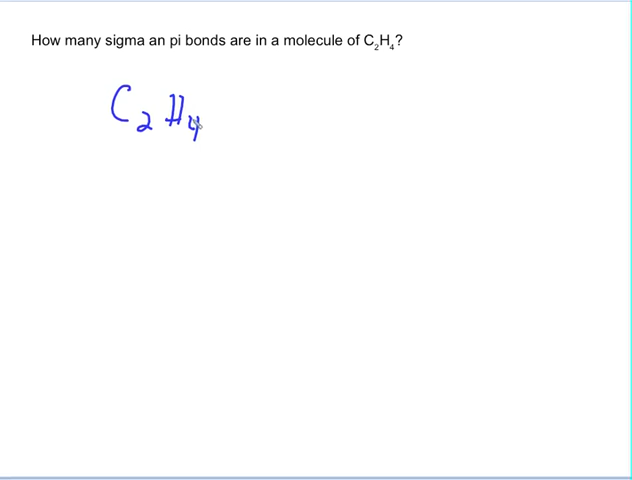 How many sigma an pi bonds are in a molecule of C₂H₄?
C₂H₄